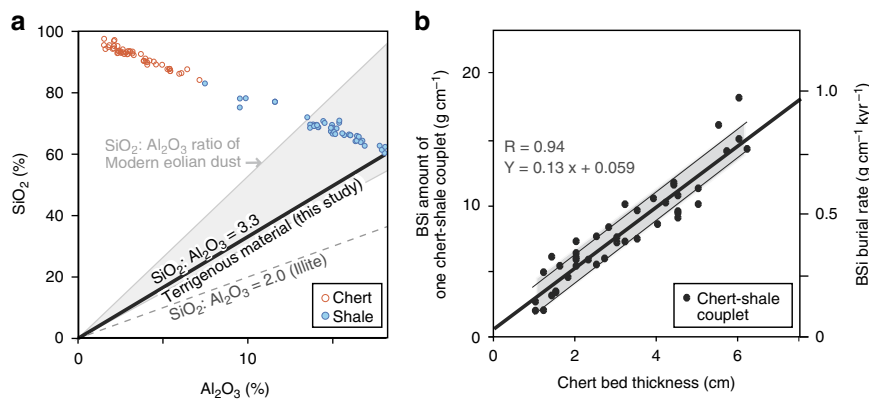 a
SiO₂ (%)
100
80
60
40
20
0
SiO₂: Al₂O₃ ratio of
Modern eolian dust
SiO₂: Al₂O₃ = 3.3
Terrigenous material (this study)
SiO₂: Al₂O₃ = 2.0 (Illite)
Chert
Shale
0
10
Al₂O₃ (%)
b
BSi amount of
one chert-shale couplet (g cm⁻¹)
20
10
0
R = 0.94
Y = 0.13 x + 0.059
Chert-shale
couplet
0
2
4
6
Chert bed thickness (cm)
1.0
0.5
0
BSi burial rate (g cm⁻¹ kyr⁻¹)